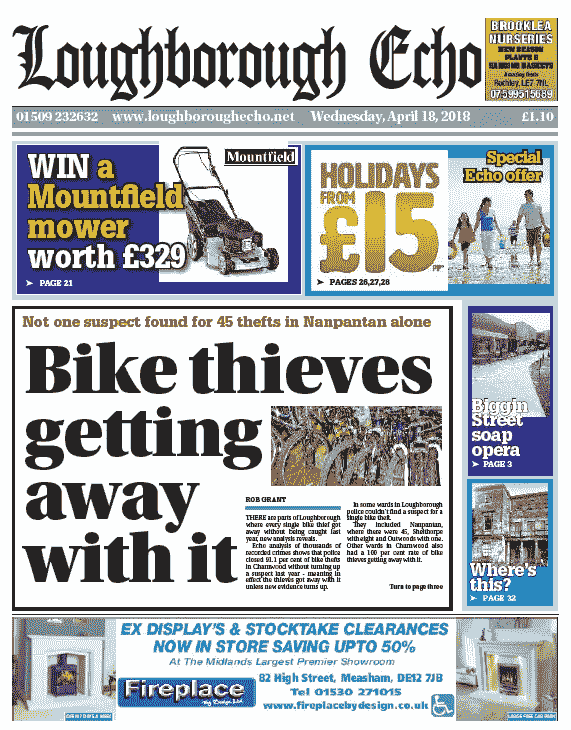 Loughborough Echo
BROOKLEA
NURSERIES
NEW SEASON
PLANTS &
HANGING BASKETS
LE7 7NL
07599515689
01509 232632 www.loughboroughecho.net Wednesday, April 18, 2018 £1.10
WIN a
Mountfield
mower
worth £329
➤ PAGE 21
Mountfield
HOLIDAYS
FROM
£15
PP*
➤ PAGES 26,27,28
Special
Echo offer
Not one suspect found for 45 thefts in Nanpantan alone
Bike thieves
getting
away
with it
ROB GRANT
THERE are parts of Loughborough
where every single bike thief got
away without being caught last
year, new analysis reveals.
Echo analysis of thousands of
recorded crimes shows that police
closed 91.1 per cent of bike thefts
in Charnwood without turning up
a suspect last year - meaning in
effect the thieves got away with it
unless new evidence turns up.
In some wards in Loughborough
police couldn't find a suspect for a
single bike theft.
They included Nanpantan,
where there were 45, Shelthorpe
with eight and Outwoods with one.
Other wards in Charnwood also
had a 100 per cent rate of bike
thieves getting away with it.
Turn to page three
Biggin
Street
soap
opera
➤ PAGE 3
Where's
this?
➤ PAGE 32
EX DISPLAY'S & STOCKTAKE CLEARANCES
NOW IN STORE SAVING UPTO 50%
At The Midlands Largest Premier Showroom
Fireplace
By Design Ltd
82 High Street, Measham, DE12 7JB
Tel 01530 271015
www.fireplacebydesign.co.uk
OPEN 7 DAYS A WEEK
LARGE FREE CAR PARK